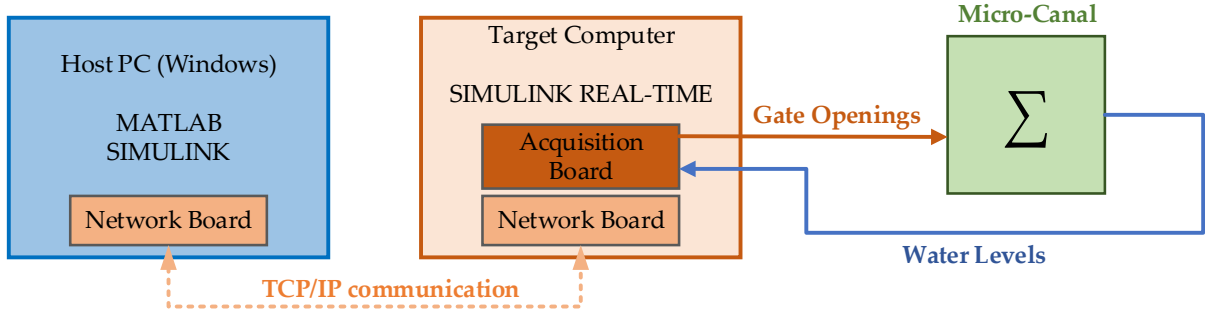 Host PC (Windows)
MATLAB
SIMULINK
Network Board
Target Computer
SIMULINK REAL-TIME
Acquisition
Board
Network Board
TCP/IP communication
Gate Openings
Micro-Canal
∑
Water Levels